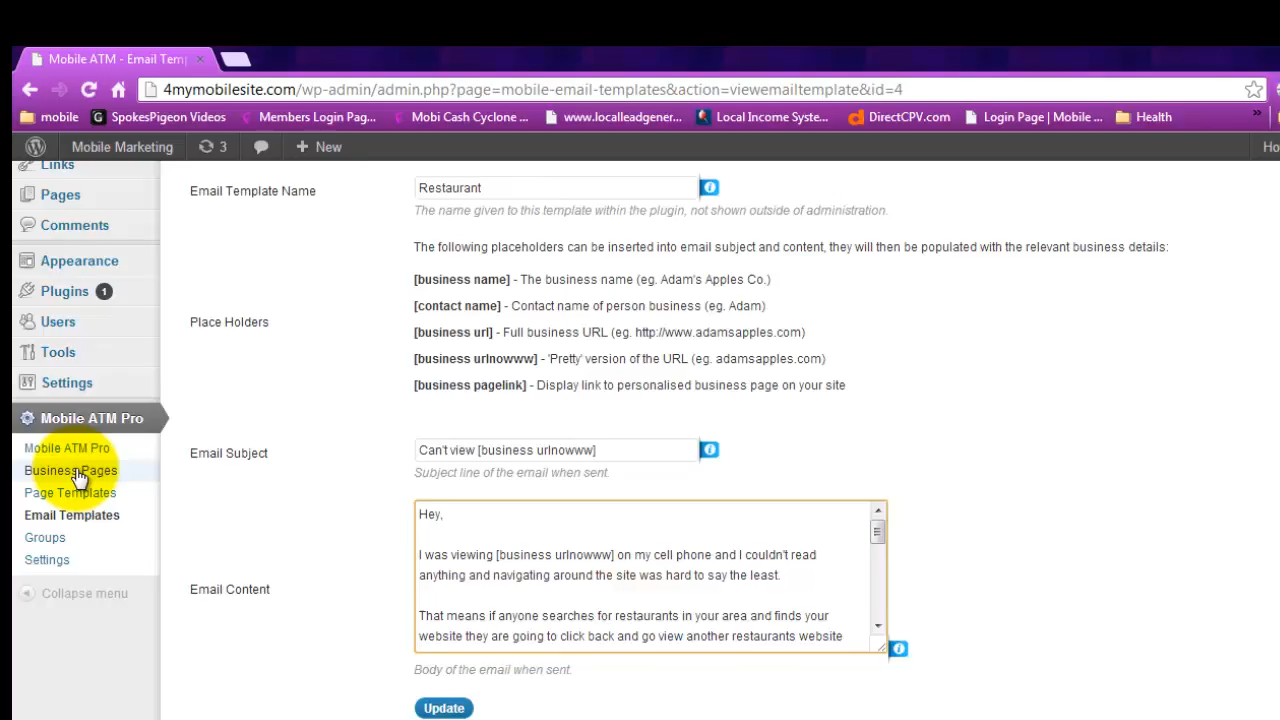 Mobile ATM - Email Temp
4mymobilesite.com/wp-admin/admin.php?page=mobile-email-templates&action=viewemailtemplate&id=4
mobile SpokesPigeon Videos Members Login Pag... Mobi Cash Cyclone ... www.localleadgener... Local Income Syste... DirectCPV.com Login Page | Mobile ... Health »
Mobile Marketing 3 + New Ho
Links
Pages
Comments
Appearance
Plugins 1
Users
Tools
Settings
Mobile ATM Pro
Mobile ATM Pro
Business Pages
Page Templates
Email Templates
Groups
Settings
Collapse menu
Email Template Name Restaurant
The name given to this template within the plugin, not shown outside of administration.
The following placeholders can be inserted into email subject and content, they will then be populated with the relevant business details:
[business name] - The business name (eg. Adam's Apples Co.)
[contact name] - Contact name of person business (eg. Adam)
Place Holders
[business url] - Full business URL (eg. http://www.adamsapples.com)
[business urlnowww] - 'Pretty' version of the URL (eg. adamsapples.com)
[business pagelink] - Display link to personalised business page on your site
Email Subject Can't view [business urlnowww]
Subject line of the email when sent.
Email Content
Hey,
I was viewing [business urlnowww] on my cell phone and I couldn't read
anything and navigating around the site was hard to say the least.
That means if anyone searches for restaurants in your area and finds your
website they are going to click back and go view another restaurants website
Body of the email when sent.
Update